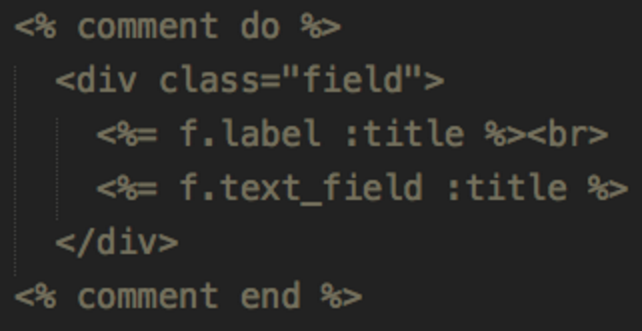 <% comment do %>
<div class="field">
<%= f.label :title %><br>
<%= f.text_field :title %>
</div>
<% comment end %>